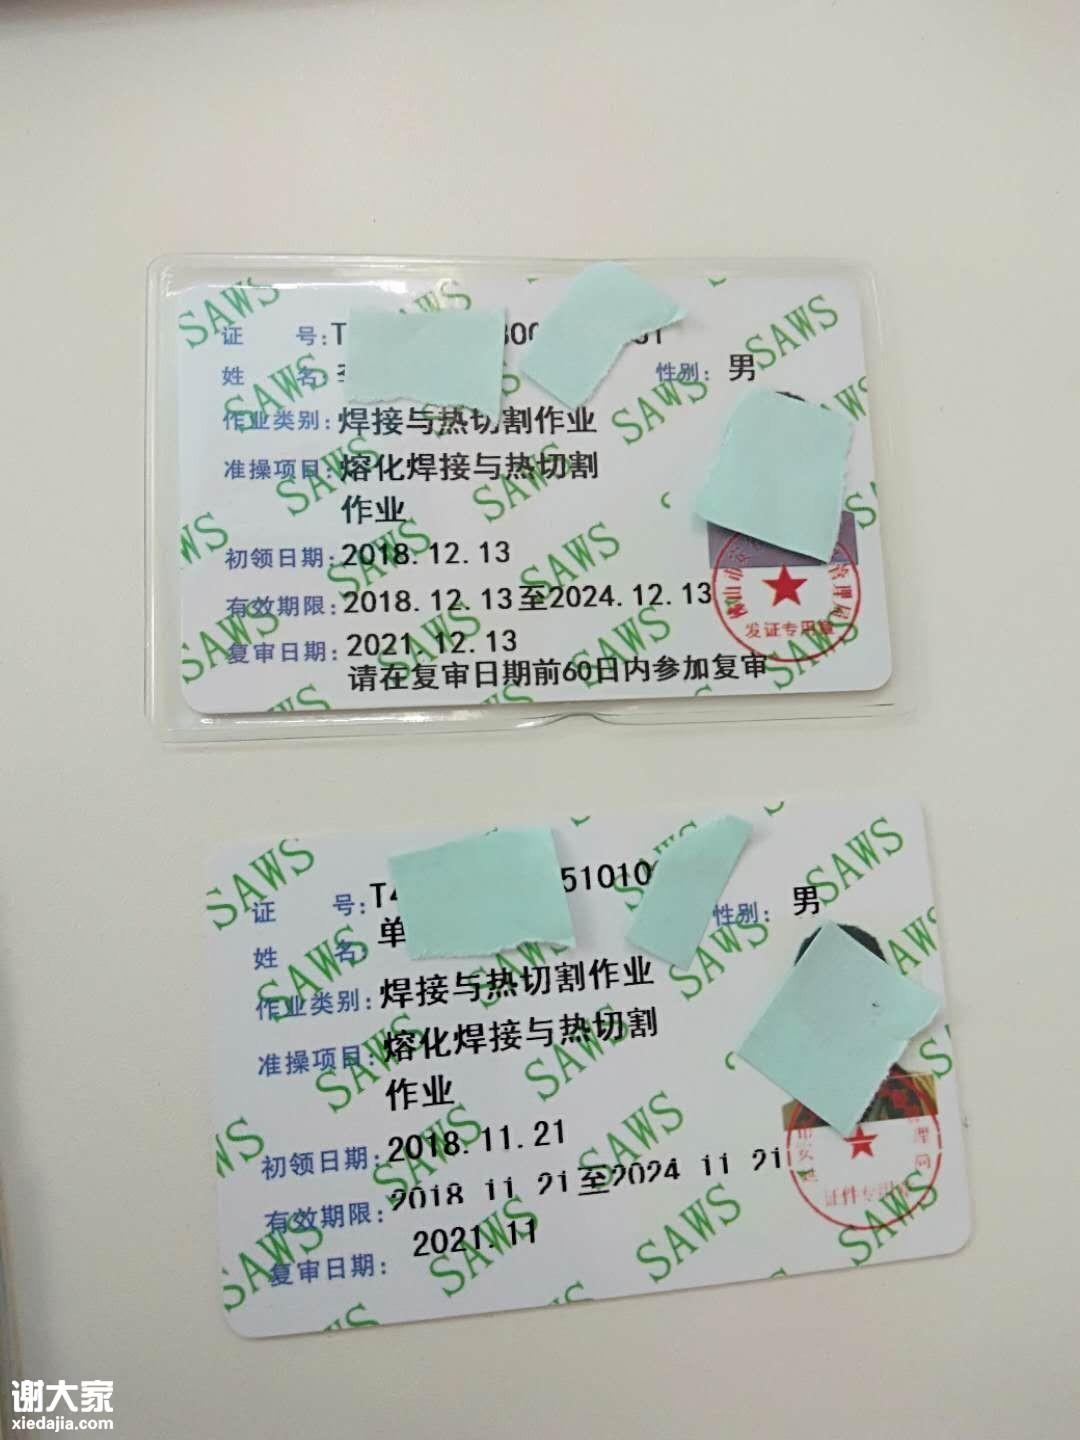 SAWS
证 号:T
姓 名:
性别: 男
作业类别: 焊接与热切割作业
准操项目: 熔化焊接与热切割
作业
初领日期: 2018.12.13
有效期限: 2018.12.13至2024.12.13
复审日期: 2021.12.13
请在复审日期前60日内参加复审
发证专用章
SAWS
证 号:T4 51010
姓 名: 单
性别: 男
作业类别: 焊接与热切割作业
准操项目: 熔化焊接与热切割
作业
初领日期: 2018.11.21
有效期限: 2018.11.21至2024.11.21
复审日期: 2021.11
证件专用章
谢大家
xiedajia.com